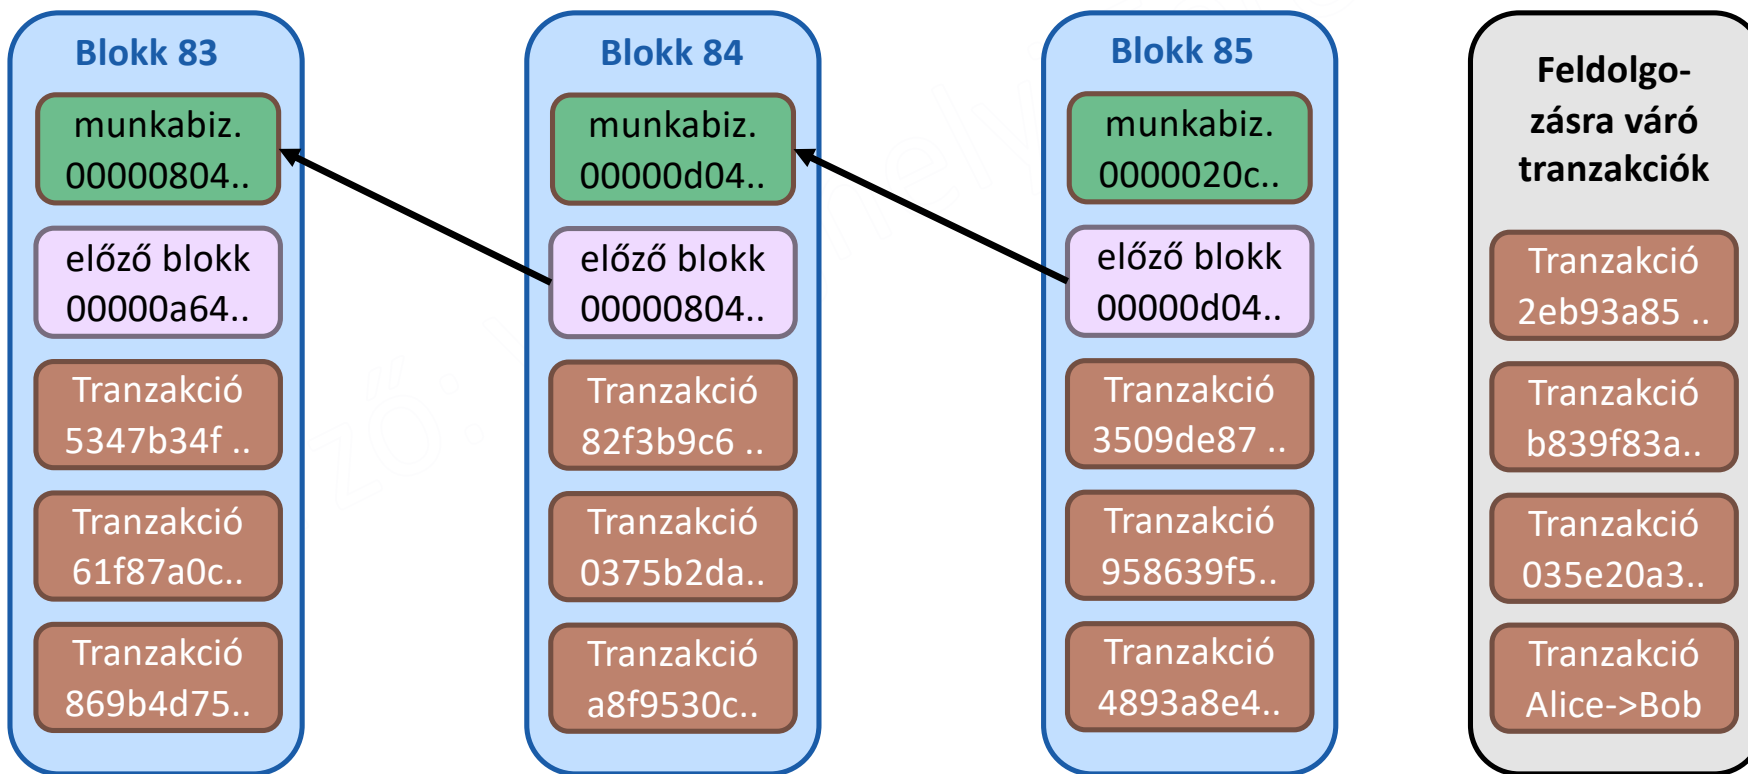 Blokk 83
munkabiz.
00000804..
előző blokk
00000a64..
Tranzakció
5347b34f ..
Tranzakció
61f87a0c..
Tranzakció
869b4d75..
Blokk 84
munkabiz.
00000d04..
előző blokk
00000804..
Tranzakció
82f3b9c6 ..
Tranzakció
0375b2da..
Tranzakció
a8f9530c..
Blokk 85
munkabiz.
0000020c..
előző blokk
00000d04..
Tranzakció
3509de87 ..
Tranzakció
958639f5..
Tranzakció
4893a8e4..
Feldolgo-
zásra váró
tranzakciók
Tranzakció
2eb93a85 ..
Tranzakció
b839f83a..
Tranzakció
035e20a3..
Tranzakció
Alice->Bob